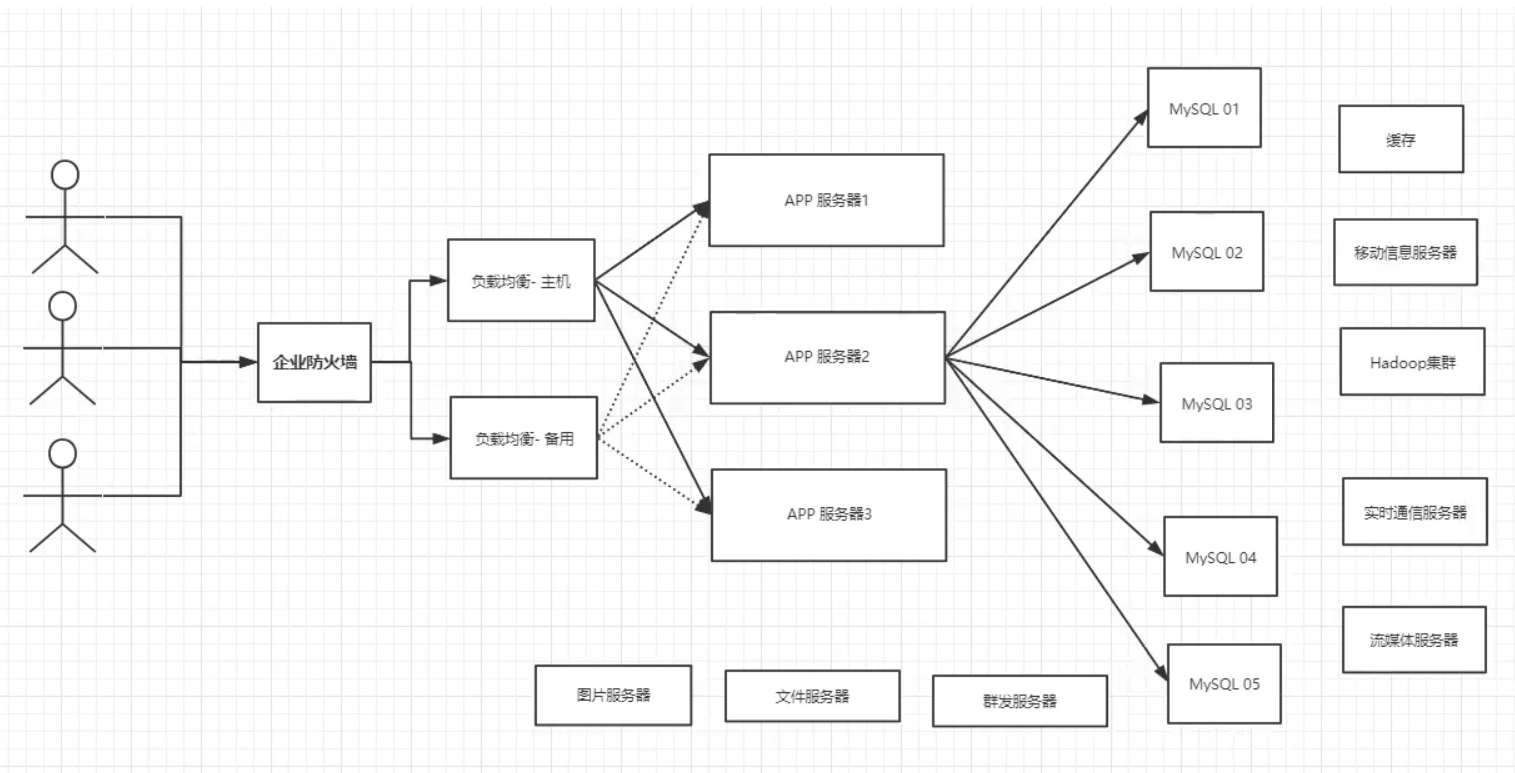 企业防火墙
负载均衡- 主机
负载均衡- 备用
APP 服务器1
APP 服务器2
APP 服务器3
MySQL 01
MySQL 02
MySQL 03
MySQL 04
MySQL 05
缓存
移动信息服务器
Hadoop集群
实时通信服务器
流媒体服务器
图片服务器
文件服务器
群发服务器